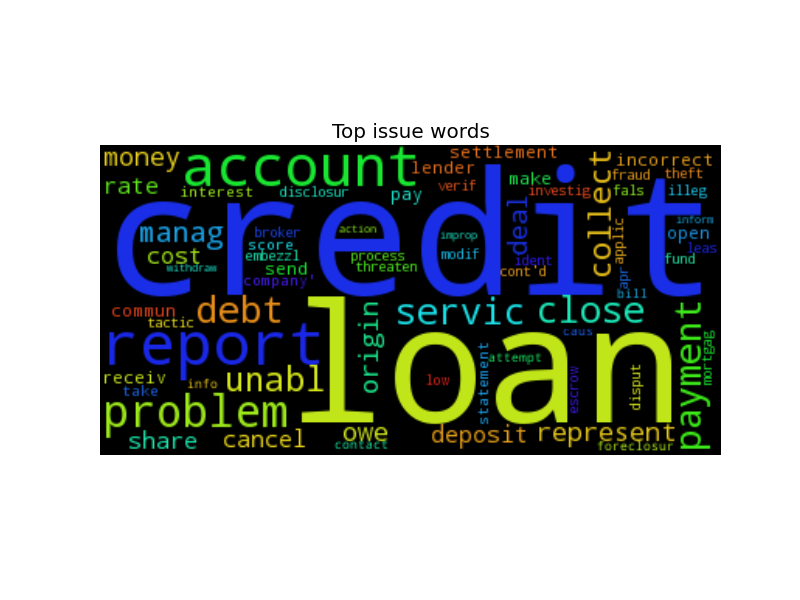 Top issue words
money
account
settlement
lender
collect
incorrect
rate
interest
disclosur
pay
verif
make
investig
fraud
theft
fals
illeg
credit
manag
broker
action
improp
deal
applic
inform
open
leas
cost
score
embezzl
process
modif
ident
fund
withdraw
send
threaten
cont'd
apr
company'
bill
commun
debt
origin
servic
close
payment
tactic
report
loan
caus
mortgag
receiv
info
unabl
low
statement
attempt
escrow
disput
take
problem
share
cancel
owe
contact
deposit
represent
foreclosur